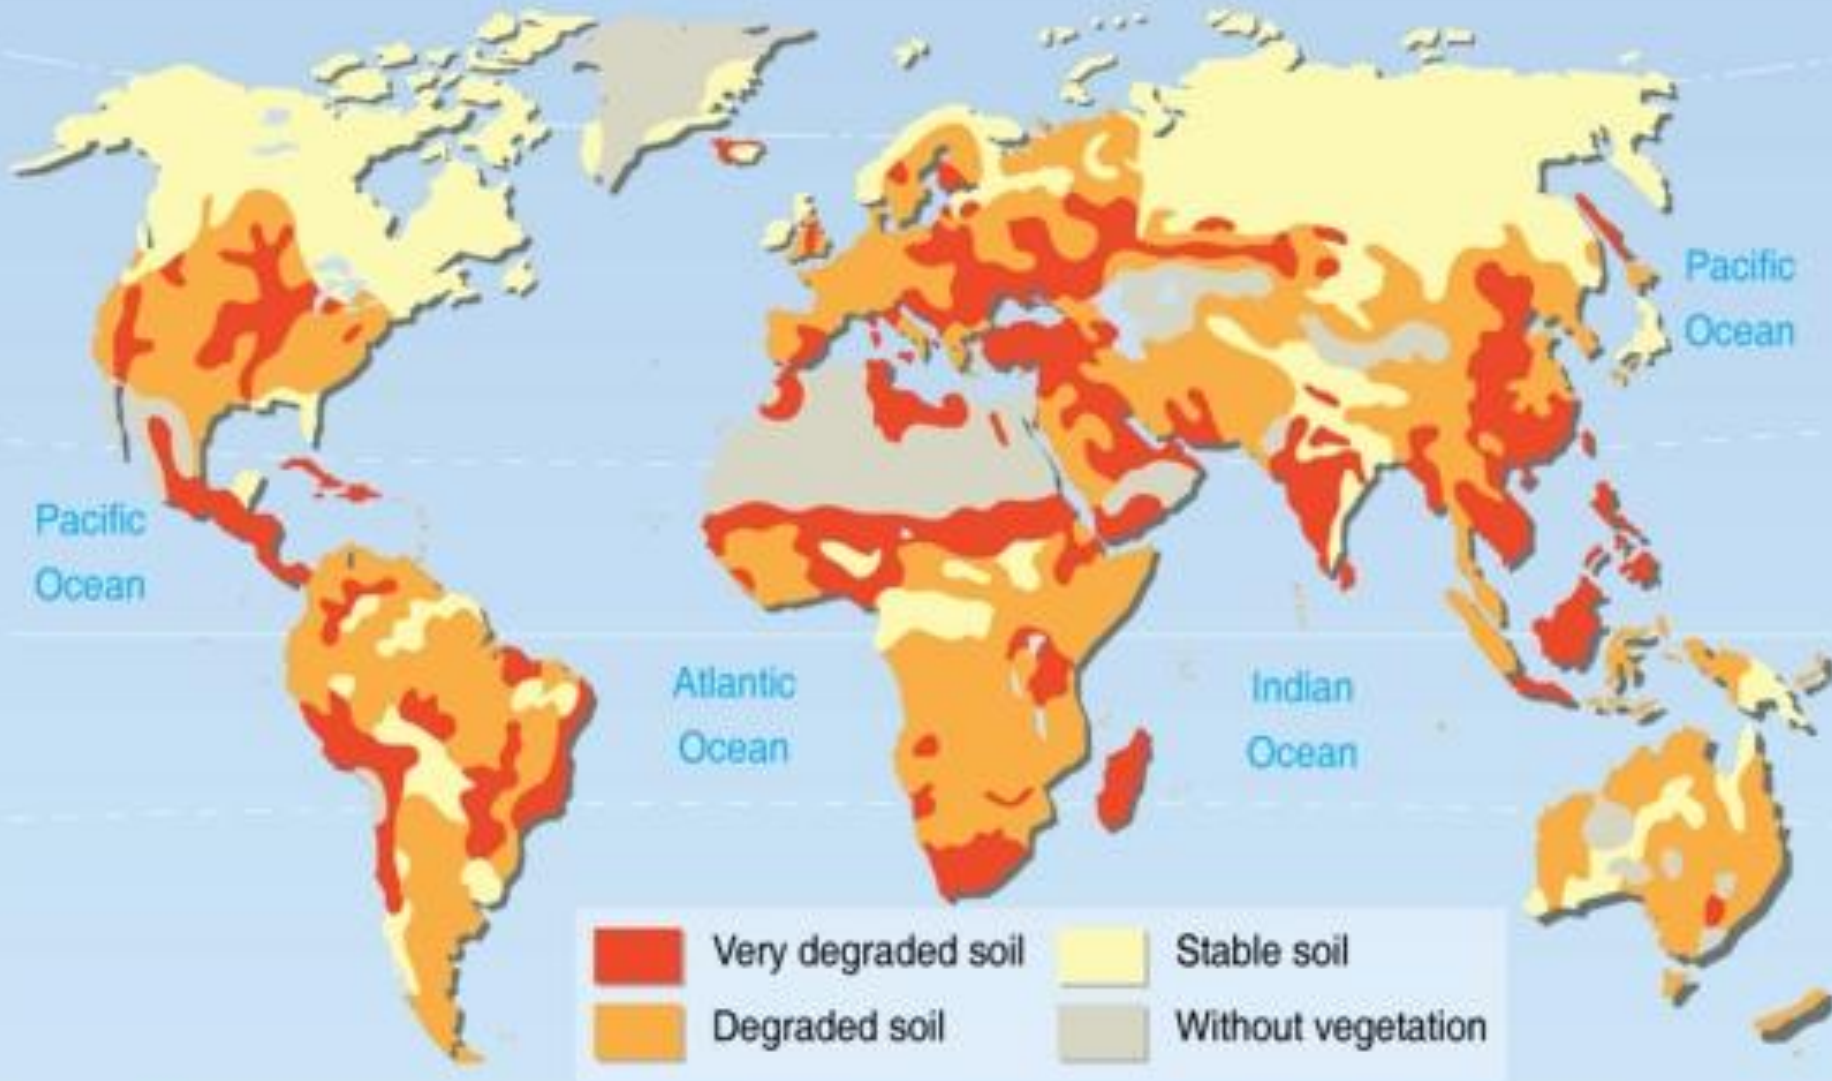 Pacific
Ocean
Pacific
Ocean
Atlantic
Ocean
Indian
Ocean
Very degraded soil
Stable soil
Degraded soil
Without vegetation